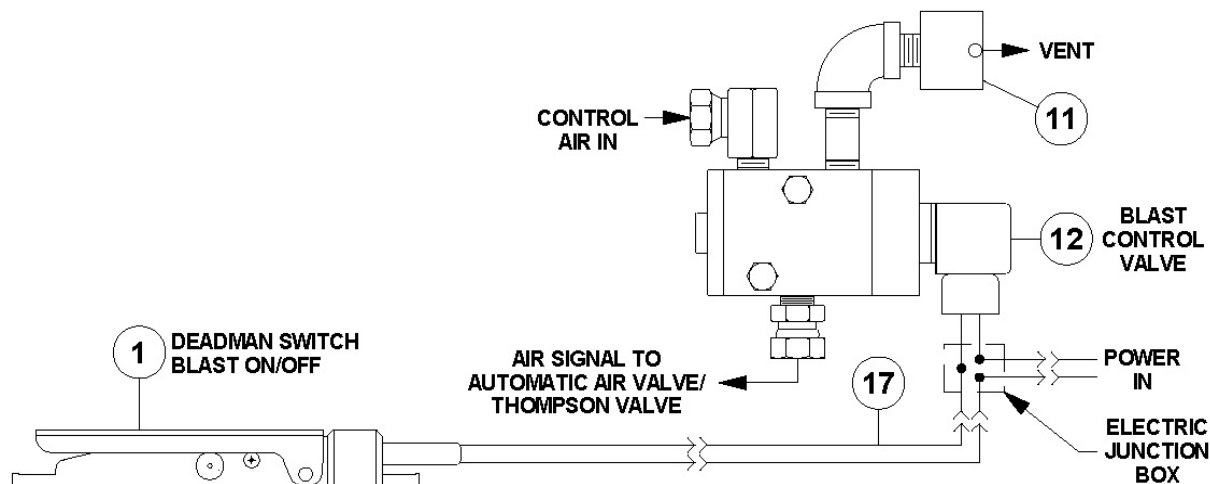 VENT
11
CONTROL
AIR IN
12
BLAST
CONTROL
VALVE
1
DEADMAN SWITCH
BLAST ON/OFF
AIR SIGNAL TO
AUTOMATIC AIR VALVE/
THOMPSON VALVE
17
POWER
IN
ELECTRIC
JUNCTION
BOX